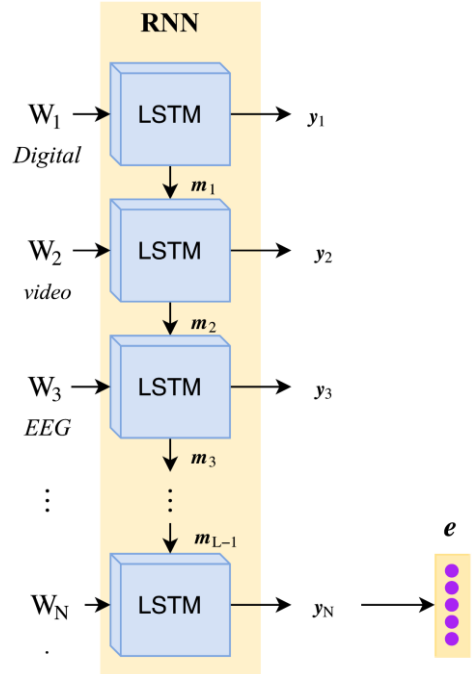 RNN
W1 LSTM y1
Digital
m1
W2 LSTM y2
video
m2
W3 LSTM y3
EEG
m3
⋮ ⋮
mL−1
e
WN LSTM yN
.